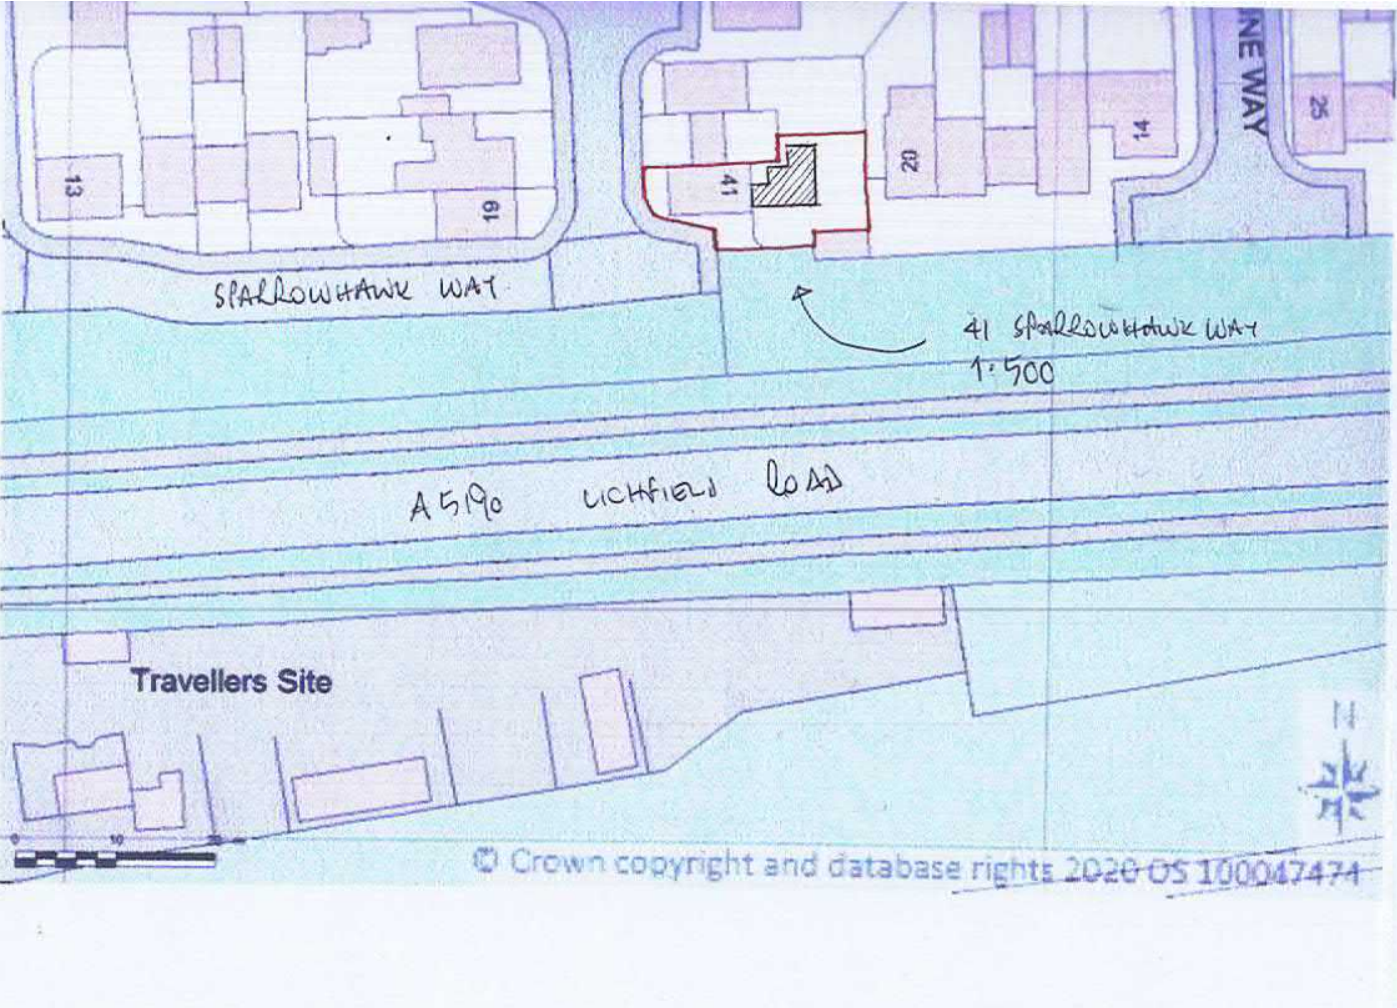 NE WAY
25
14
20
41
13
19
SPARROWHAWK WAY
41 SPARROWHAWK WAY
1:500
A5190 LICHFIELD ROAD
Travellers Site
N
0 10
© Crown copyright and database rights 2020 OS 100047474